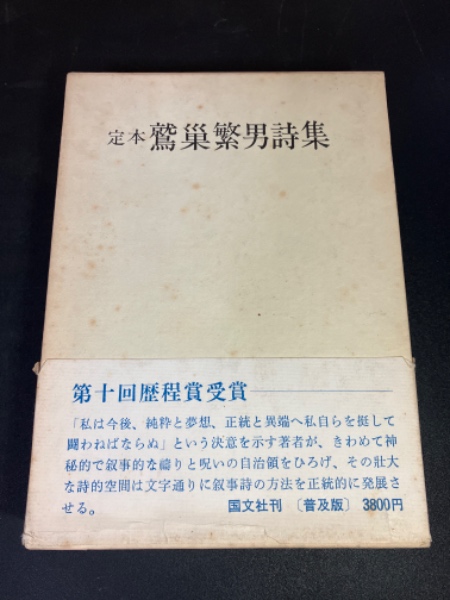 定本 鷲巣繁男詩集
第十回歴程賞受賞
「私は今後、純粋と夢想、正統と異端へ私自らを挺して
闘わねばならぬ」という決意を示す著者が、きわめて神
秘的で叙事的な禱りと呪いの自治領をひろげ、その壮大
な詩的空間は文字通りに叙事詩の方法を正統的に発展さ
せる。 国文社刊 〔普及版〕 3800円